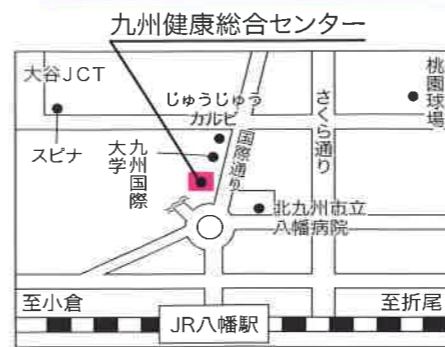 九州健康総合センター
大谷JCT
じゅうじゅう
カルビ
桃園球場
スピナ
九州国際
大学
国際通り
さくら通り
北九州市立
八幡病院
至小倉
至折尾
JR八幡駅